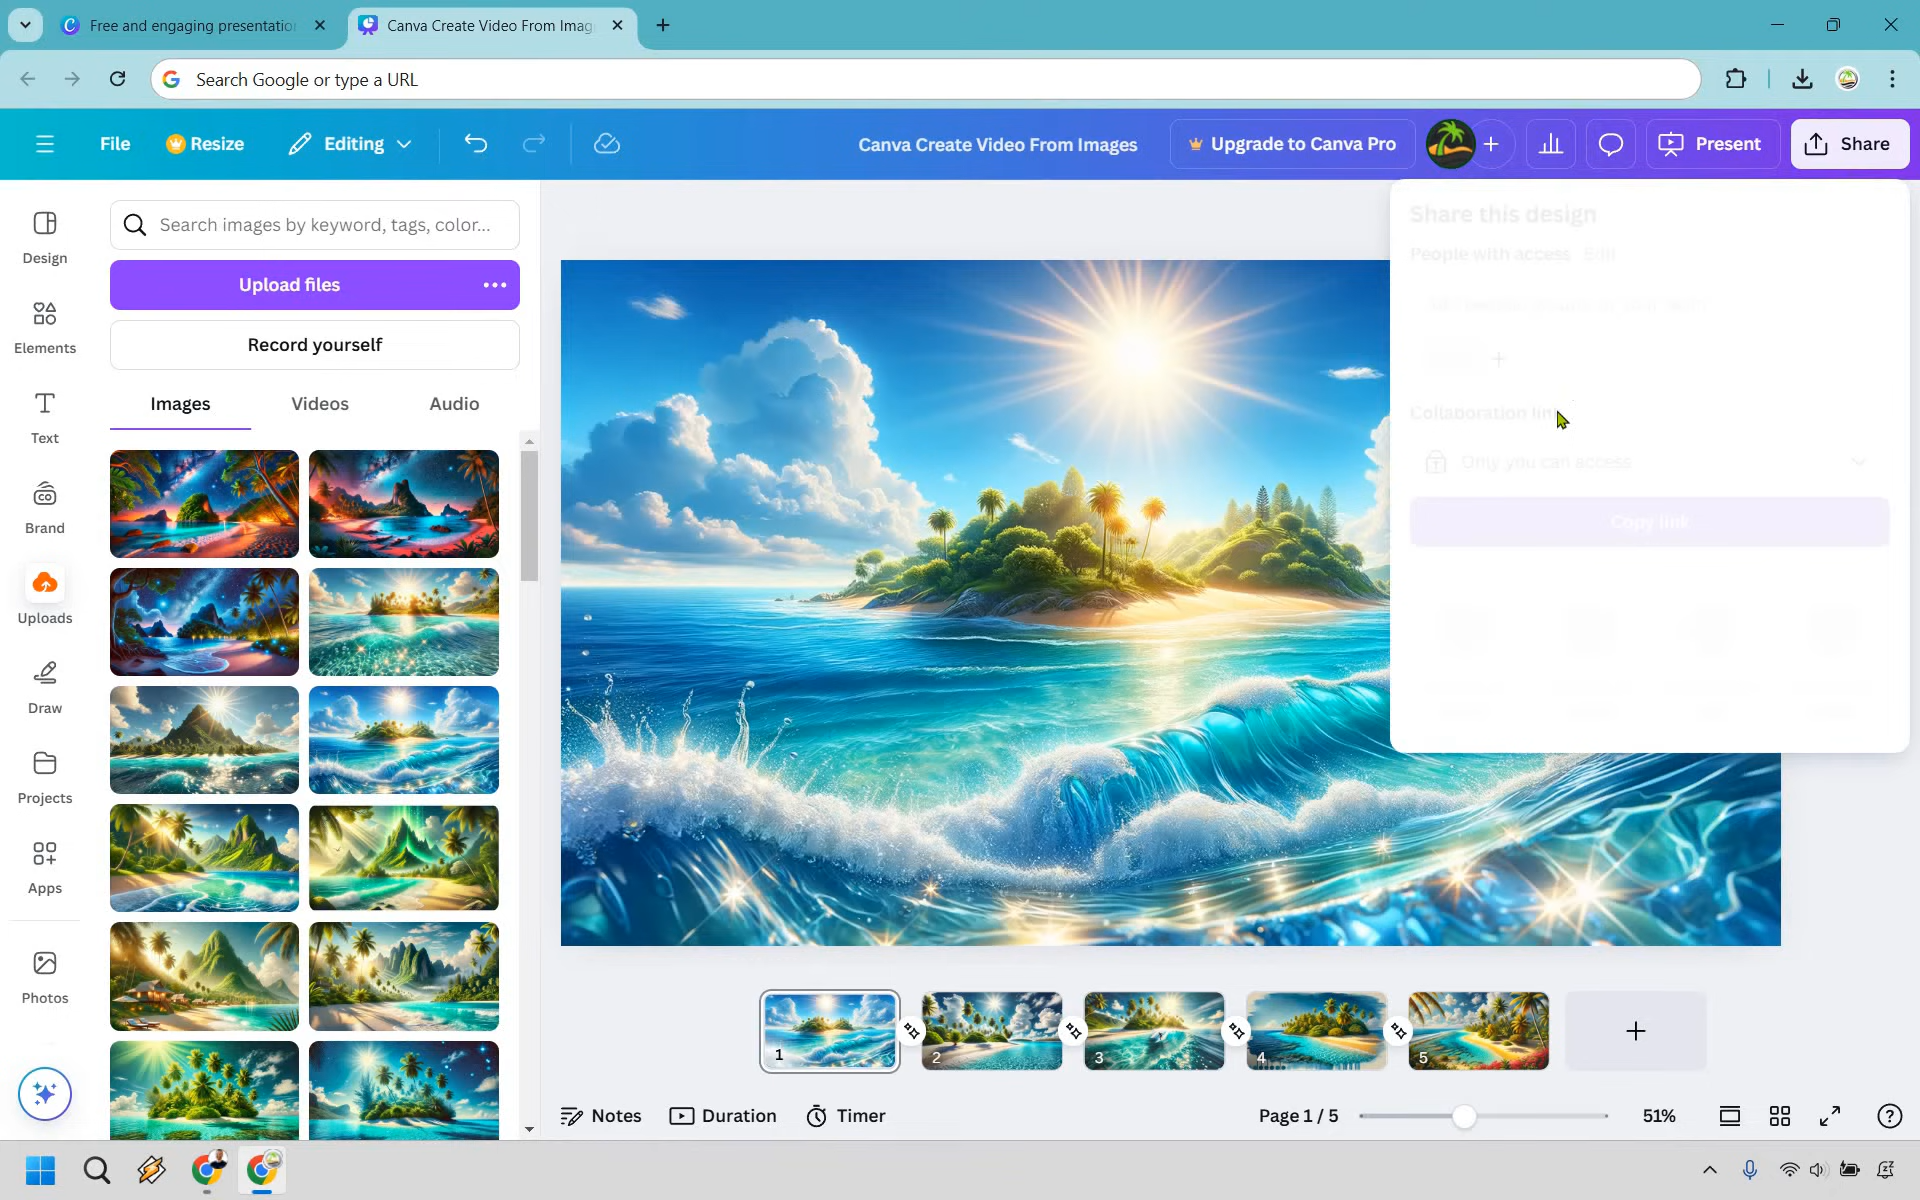 Free and engaging presentatio
Canva Create Video From Imag
Search Google or type a URL
File
Resize
Editing
Canva Create Video From Images
Upgrade to Canva Pro
Present
Share
Design
Elements
Text
Brand
Uploads
Draw
Projects
Apps
Photos
Search images by keyword, tags, color...
Upload files
Record yourself
Images
Videos
Audio
Share this design
People with access Edit
Collaboration lin
Only you can access
Copy link
1
2
3
4
5
Notes
Duration
Timer
Page 1 / 5
51%